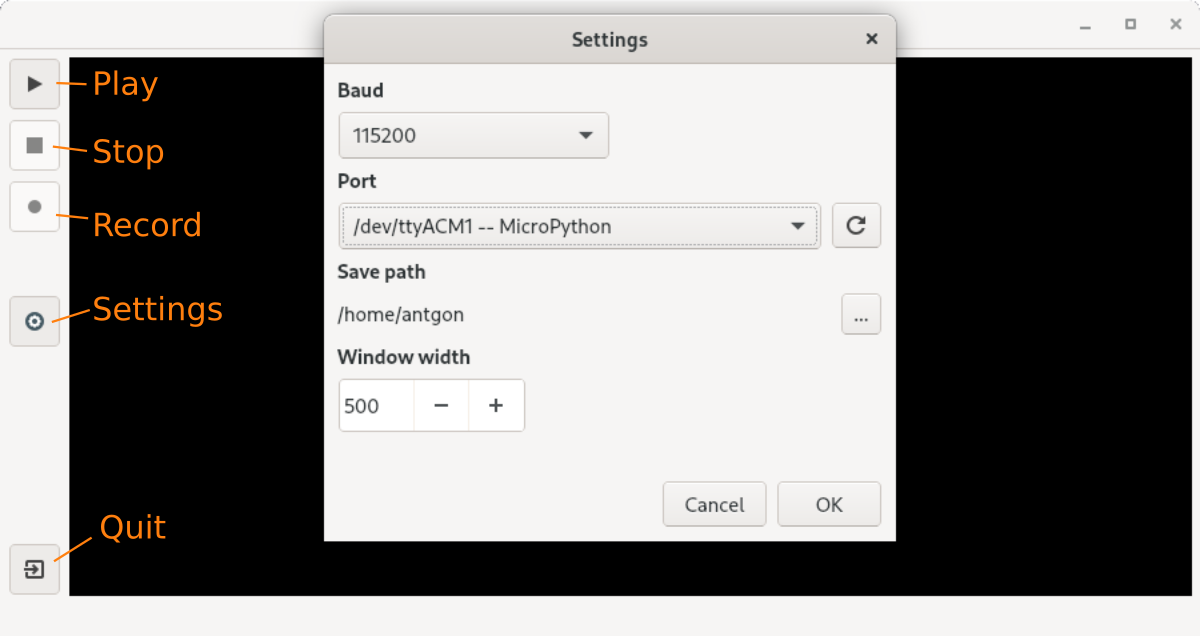 Settings
Play
Stop
Record
Settings
Quit
Baud
115200
Port
/dev/ttyACM1 -- MicroPython
Save path
/home/antgon
...
Window width
500
Cancel
OK